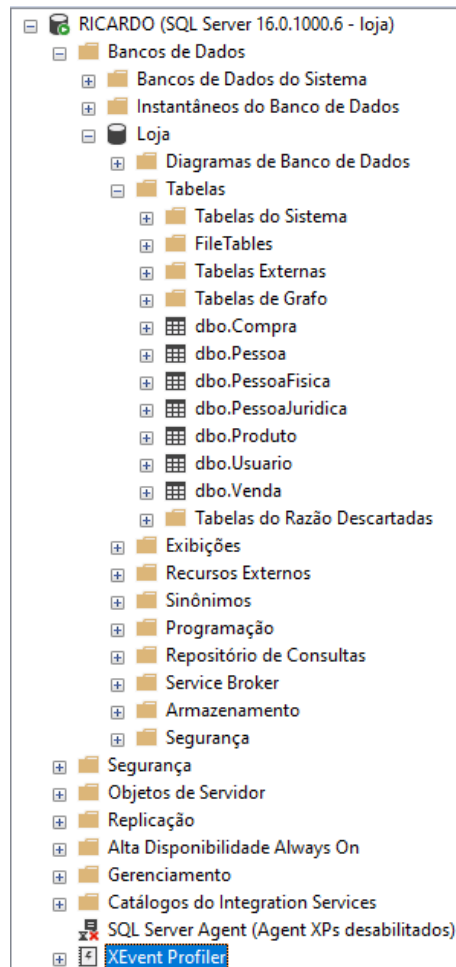 RICARDO (SQL Server 16.0.1000.6 - loja)
Bancos de Dados
Bancos de Dados do Sistema
Instantâneos do Banco de Dados
Loja
Diagramas de Banco de Dados
Tabelas
Tabelas do Sistema
FileTables
Tabelas Externas
Tabelas de Grafo
dbo.Compra
dbo.Pessoa
dbo.PessoaFisica
dbo.PessoaJuridica
dbo.Produto
dbo.Usuario
dbo.Venda
Tabelas do Razão Descartadas
Exibições
Recursos Externos
Sinônimos
Programação
Repositório de Consultas
Service Broker
Armazenamento
Segurança
Segurança
Objetos de Servidor
Replicação
Alta Disponibilidade Always On
Gerenciamento
Catálogos do Integration Services
SQL Server Agent (Agent XPs desabilitados)
XEvent Profiler